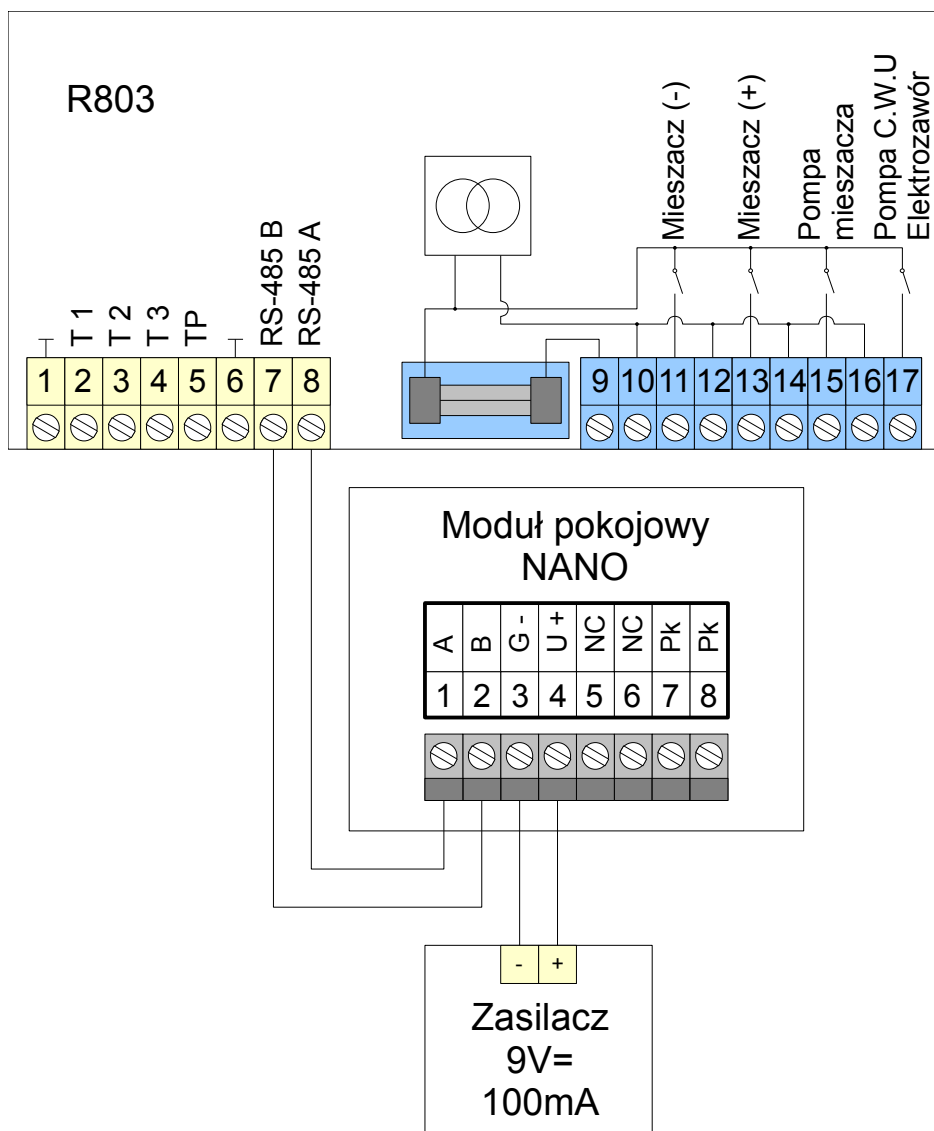 R803
Mieszacz (-)
Mieszacz (+)
Pompa
mieszacza
Pompa C.W.U
Elektrozawór
T 1
T 2
T 3
TP
RS-485 B
RS-485 A
1 2 3 4 5 6 7 8
9 10 11 12 13 14 15 16 17
Moduł pokojowy
NANO
A B G - U + NC NC Pk Pk
1 2 3 4 5 6 7 8
- +
Zasilacz
9V=
100mA